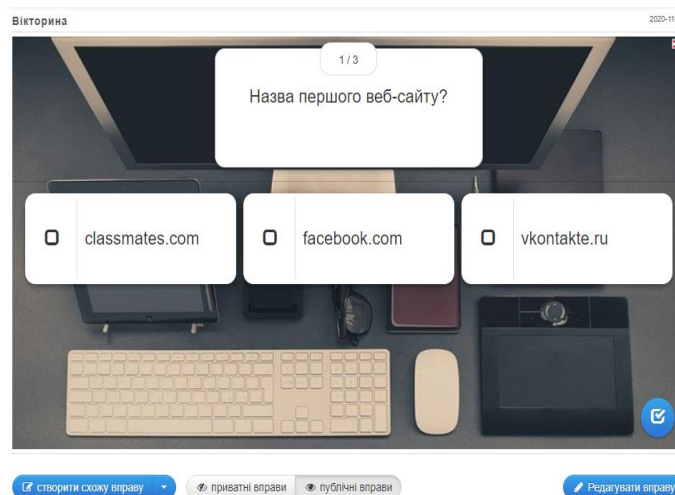 Вікторина
2020-11
1 / 3
Назва першого веб-сайту?
classmates.com
facebook.com
vkontakte.ru
створити схожу вправу
приватні вправи
публічні вправи
Редагувати вправу